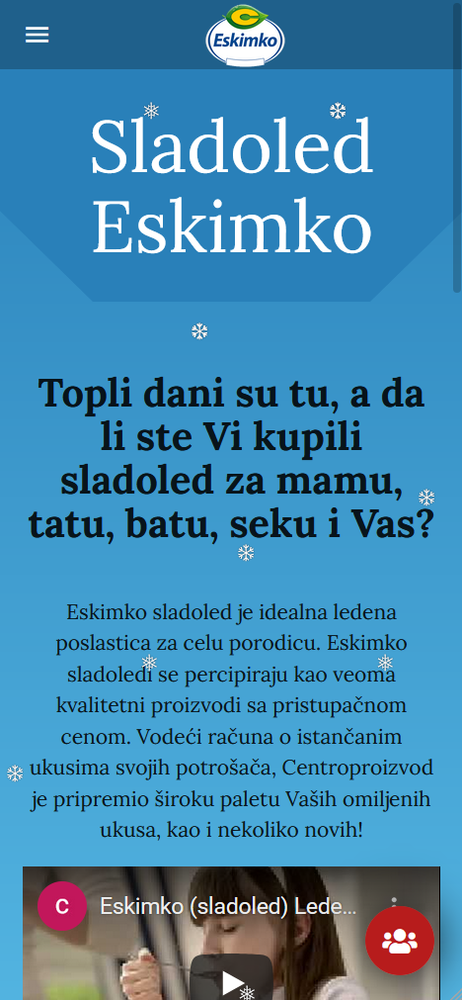 Eskimko
Sladoled
Eskimko
Topli dani su tu, a da
li ste Vi kupili
sladoled za mamu,
tatu, batu, seku i Vas?
Eskimko sladoled je idealna ledena
poslastica za celu porodicu. Eskimko
sladoledi se percipiraju kao veoma
kvalitetni proizvodi sa pristupačnom
cenom. Vodeći računa o istančanim
ukusima svojih potrošača, Centroproizvod
je pripremio široku paletu Vaših omiljenih
ukusa, kao i nekoliko novih!
C
Eskimko (sladoled) Lede...